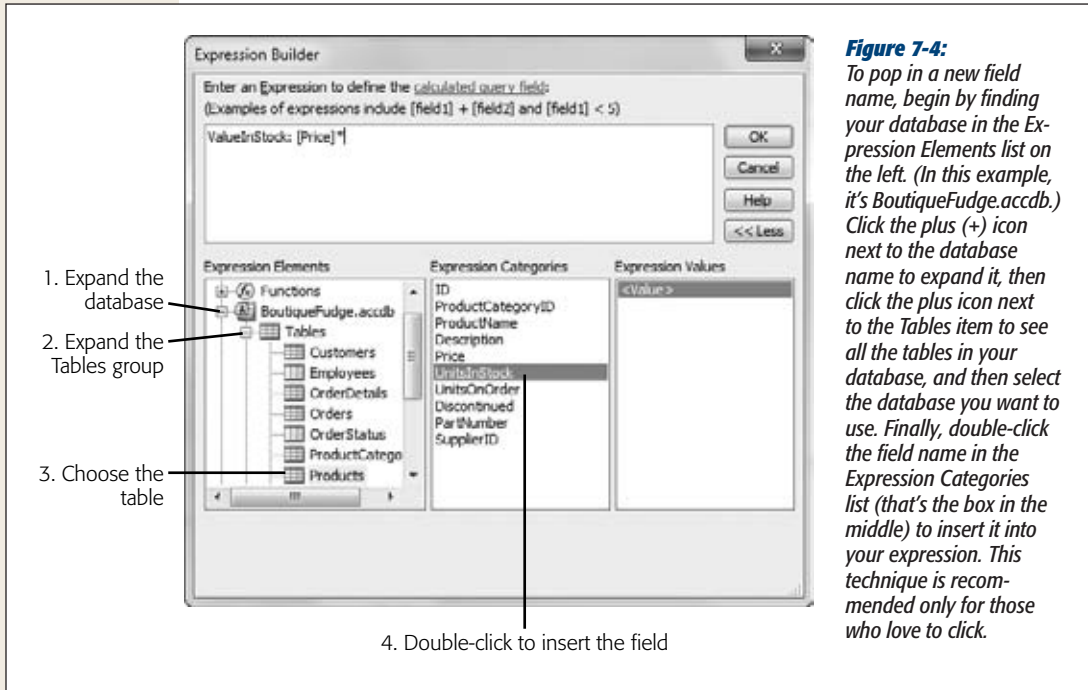 Expression Builder
Enter an Expression to define the calculated query field:
(Examples of expressions include [field1] + [field2] and [field1] < 5)
ValueInStock: [Price]*
OK
Cancel
Help
<< Less
Expression Elements
Functions
BoutiqueFudge.accdb
Tables
Customers
Employees
OrderDetails
Orders
OrderStatus
ProductCatego
Products
Expression Categories
ID
ProductCategoryID
ProductName
Description
Price
UnitsInStock
UnitsOnOrder
Discontinued
PartNumber
SupplierID
Expression Values
<Value>
1. Expand the
database
2. Expand the
Tables group
3. Choose the
table
4. Double-click to insert the field
Figure 7-4:
To pop in a new field
name, begin by finding
your database in the Ex-
pression Elements list on
the left. (In this example,
it's BoutiqueFudge.accdb.)
Click the plus (+) icon
next to the database
name to expand it, then
click the plus icon next
to the Tables item to see
all the tables in your
database, and then select
the database you want to
use. Finally, double-click
the field name in the
Expression Categories
list (that's the box in the
middle) to insert it into
your expression. This
technique is recom-
mended only for those
who love to click.